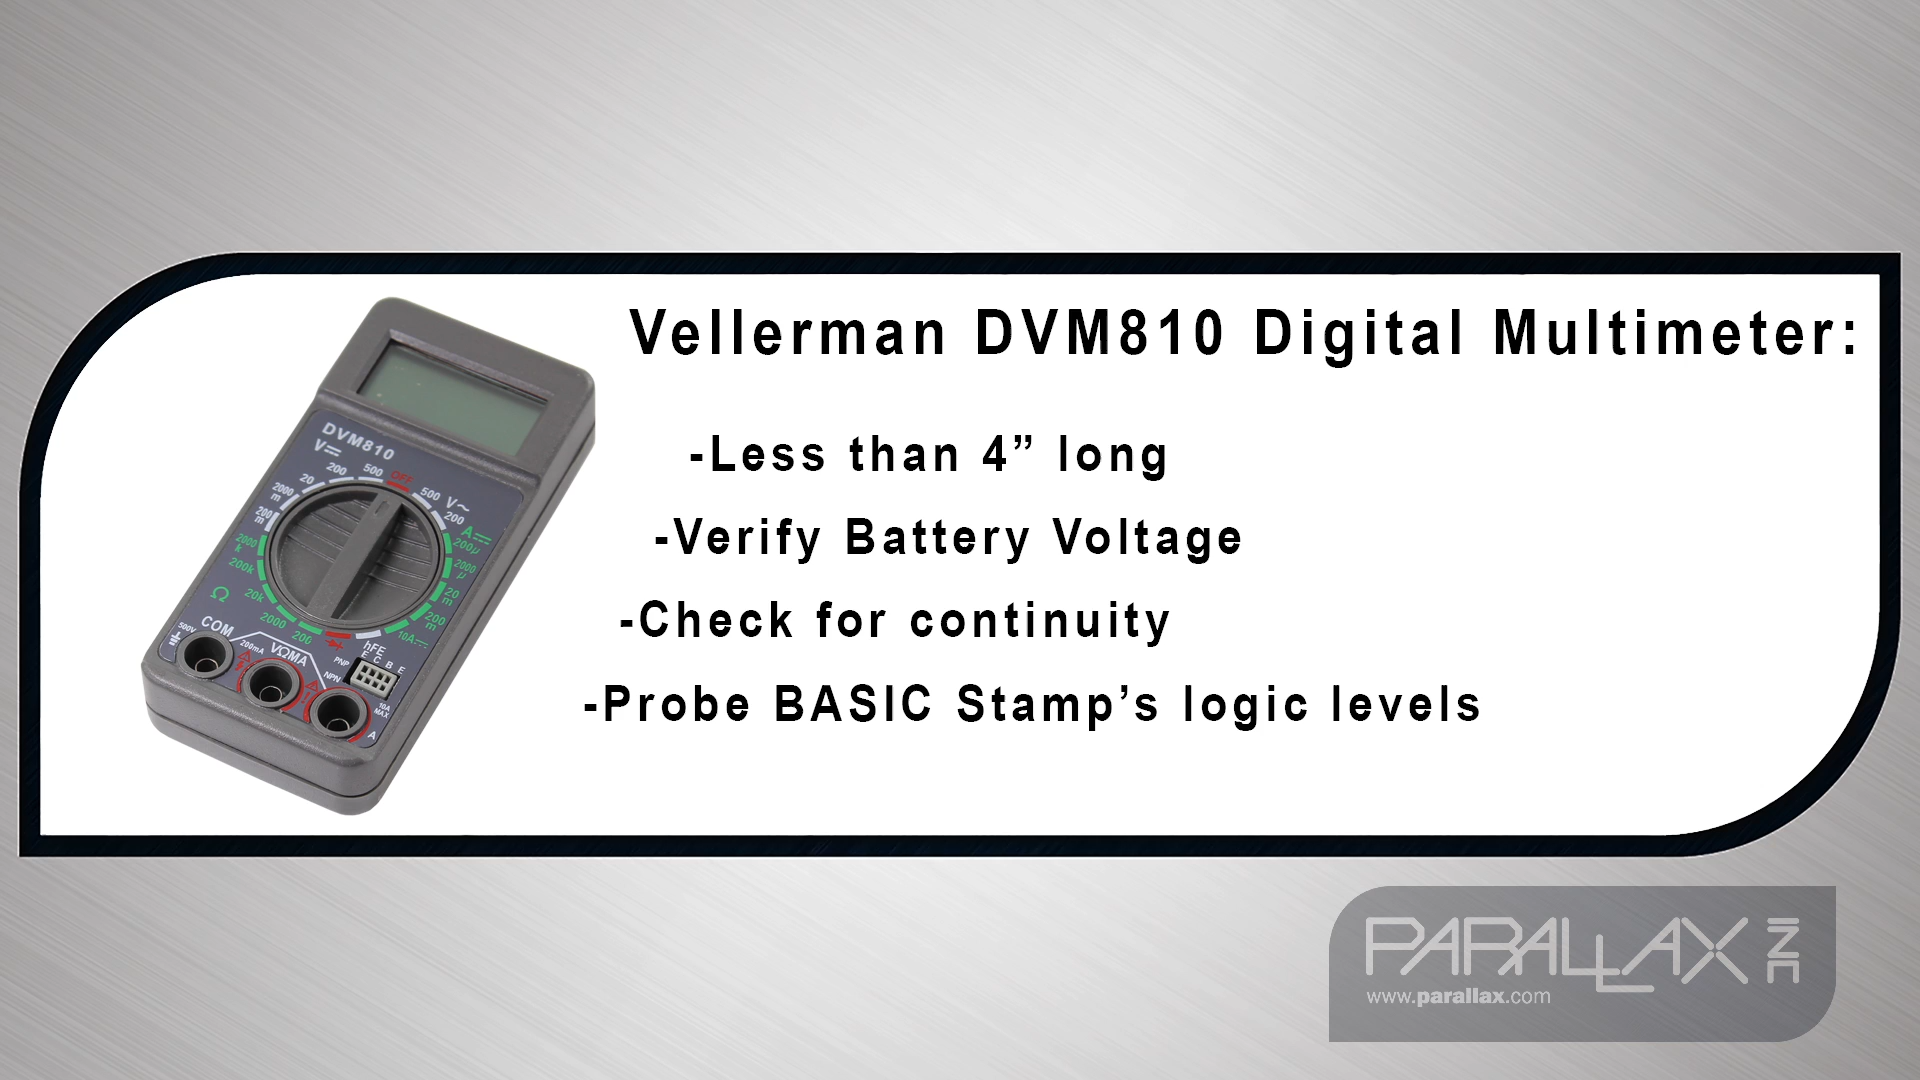 Vellerman DVM810 Digital Multimeter:
-Less than 4” long
-Verify Battery Voltage
-Check for continuity
-Probe BASIC Stamp’s logic levels
DVM810
V
OFF
500
200
20
2000
m
200
m
2000
k
200k
20k
2000
200
Ω
500
V~
200
A
200µ
2000
µ
20
m
200
m
10A
hFE
E C B E
PNP
NPN
COM
500V
200mA
VΩMA
10A
MAX
A
PARALLAX INC
www.parallax.com